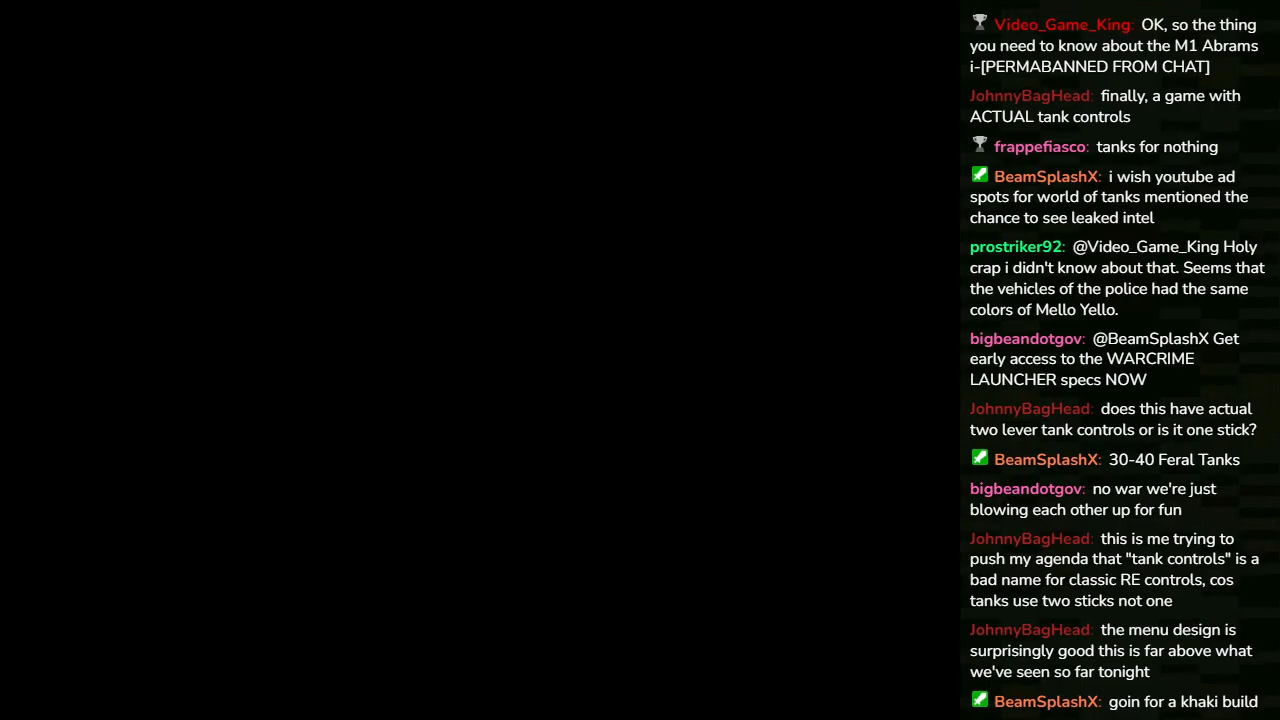 Video_Game_King: OK, so the thing
you need to know about the M1 Abrams
i-[PERMABANNED FROM CHAT]
JohnnyBagHead: finally, a game with
ACTUAL tank controls
frappefiasco: tanks for nothing
BeamSplashX: i wish youtube ad
spots for world of tanks mentioned the
chance to see leaked intel
prostriker92: @Video_Game_King Holy
crap i didn't know about that. Seems that
the vehicles of the police had the same
colors of Mello Yello.
bigbeandotgov: @BeamSplashX Get
early access to the WARCRIME
LAUNCHER specs NOW
JohnnyBagHead: does this have actual
two lever tank controls or is it one stick?
BeamSplashX: 30-40 Feral Tanks
bigbeandotgov: no war we're just
blowing each other up for fun
JohnnyBagHead: this is me trying to
push my agenda that "tank controls" is a
bad name for classic RE controls, cos
tanks use two sticks not one
JohnnyBagHead: the menu design is
surprisingly good this is far above what
we've seen so far tonight
BeamSplashX: goin for a khaki build